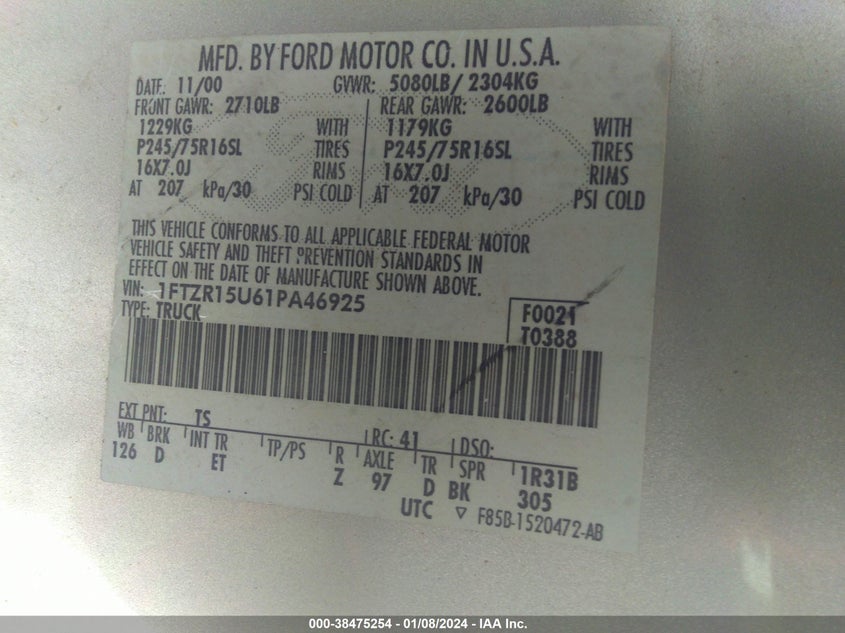 MFD. BY FORD MOTOR CO. IN U.S.A.
DATE: 11/00 GVWR: 5080LB/ 2304KG
FRONT GAWR: 2710LB REAR GAWR: 2600LB
1229KG WITH 1179KG WITH
P245/75R16SL TIRES P245/75R16SL TIRES
16X7.0J RIMS 16X7.0J RIMS
AT 207 kPa/30 PSI COLD AT 207 kPa/30 PSI COLD
THIS VEHICLE CONFORMS TO ALL APPLICABLE FEDERAL MOTOR
VEHICLE SAFETY AND THEFT PREVENTION STANDARDS IN
EFFECT ON THE DATE OF MANUFACTURE SHOWN ABOVE.
VIN: 1FTZR15U61PA46925
TYPE: TRUCK
F0021
T0388
EXT PNT: TS RC: 41 DSO:
WB BRK INT TR TP/PS R AXLE TR SPR 1R31B
126 D ET Z 97 D BK 305
UTC ▽ F85B-1520472-AB
000-38475254 - 01/08/2024 - IAA Inc.